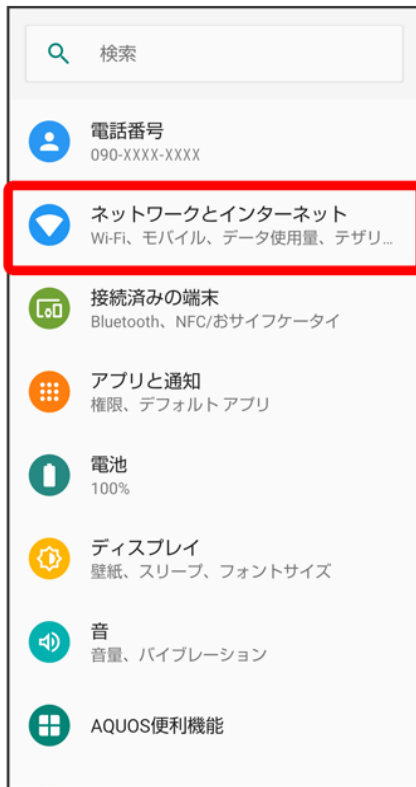 検索
電話番号
090-XXXX-XXXX
ネットワークとインターネット
Wi-Fi、モバイル、データ使用量、テザリ...
接続済みの端末
Bluetooth、NFC/おサイフケータイ
アプリと通知
権限、デフォルト アプリ
電池
100%
ディスプレイ
壁紙、スリープ、フォントサイズ
音
音量、バイブレーション
AQUOS便利機能